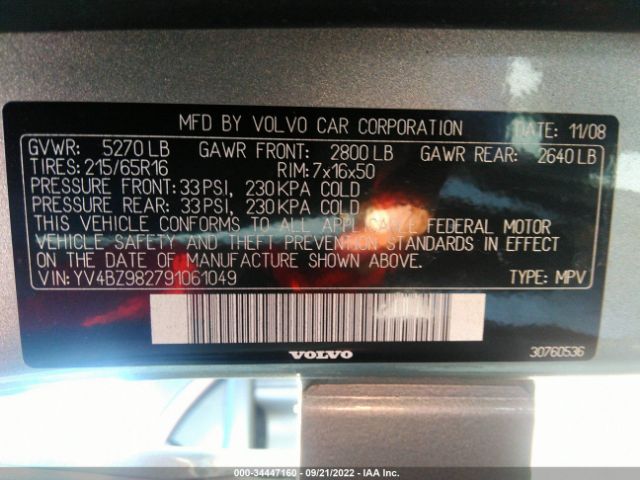 MFD BY VOLVO CAR CORPORATION DATE: 11/08
GVWR: 5270 LB GAWR FRONT: 2800 LB GAWR REAR: 2640 LB
TIRES: 215/65R16 RIM: 7x16x50
PRESSURE FRONT: 33 PSI, 230 KPA COLD
PRESSURE REAR: 33 PSI, 230 KPA COLD
THIS VEHICLE CONFORMS TO ALL APPLICABLE FEDERAL MOTOR
VEHICLE SAFETY AND THEFT PREVENTION STANDARDS IN EFFECT
ON THE DATE OF MANUFACTURE SHOWN ABOVE.
VIN: YV4BZ982791061049 TYPE: MPV
VOLVO 30760536
000-34447160 - 09/21/2022 - IAA Inc.